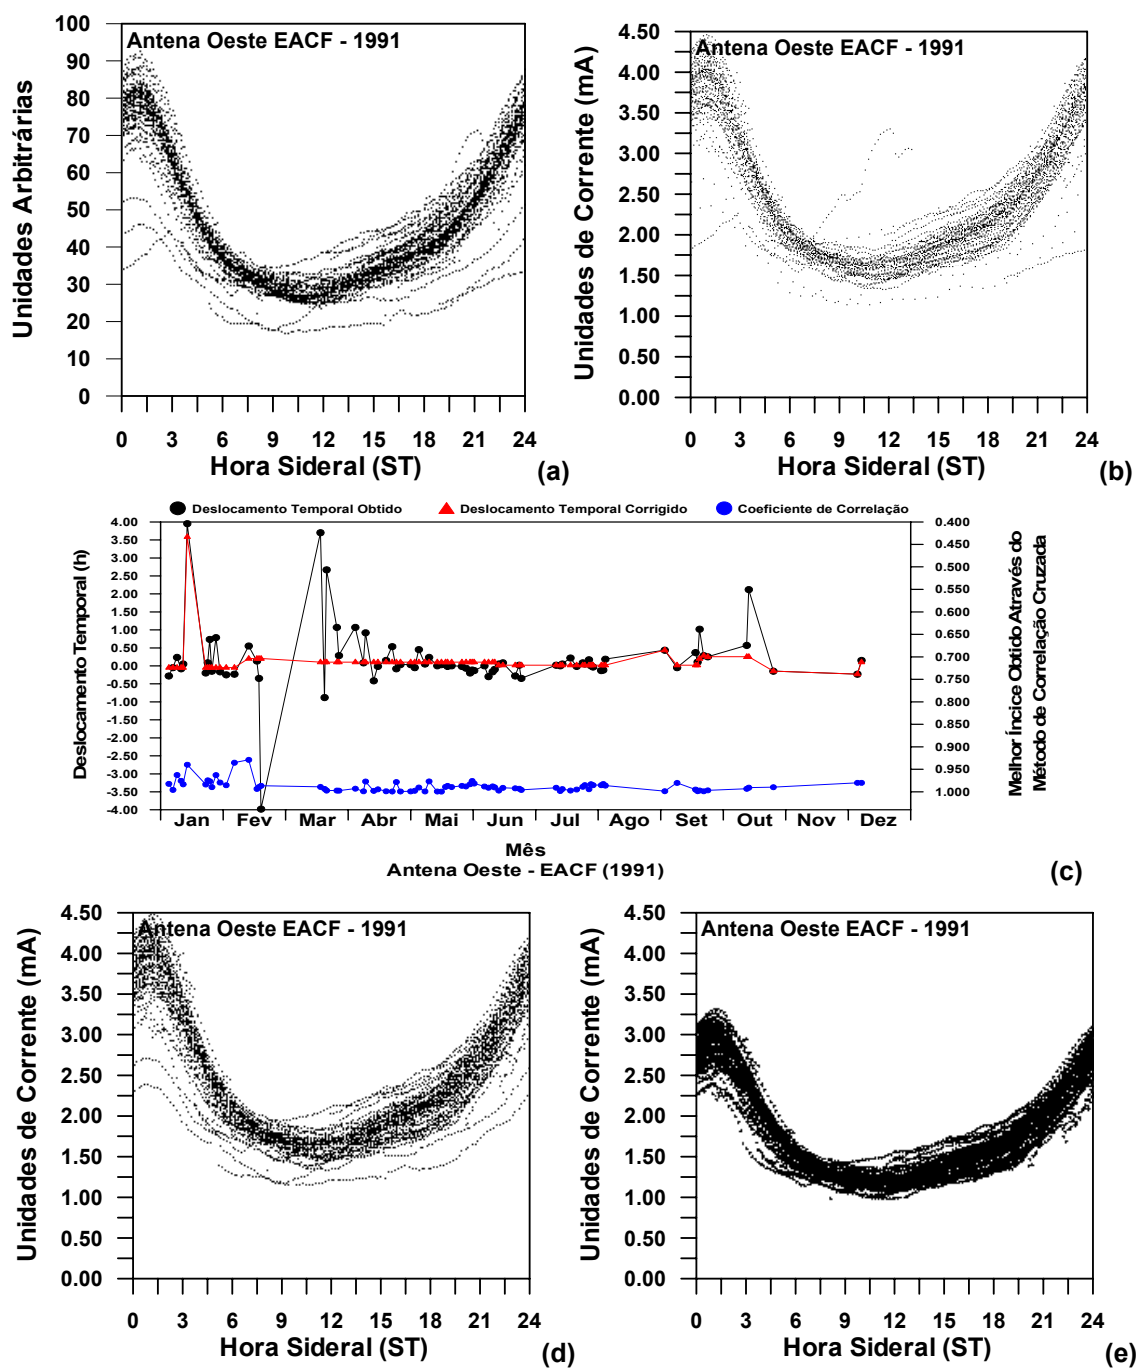 Antena Oeste EACF - 1991
Unidades Arbitrárias
100
90
80
70
60
50
40
30
20
10
0
0 3 6 9 12 15 18 21 24
Hora Sideral (ST)
(a)
Antena Oeste EACF - 1991
Unidades de Corrente (mA)
4.50
4.00
3.50
3.00
2.50
2.00
1.50
1.00
0.50
0.00
0 3 6 9 12 15 18 21 24
Hora Sideral (ST)
(b)
Deslocamento Temporal Obtido Deslocamento Temporal Corrigido Coeficiente de Correlação
Deslocamento Temporal (h)
4.00
3.50
3.00
2.50
2.00
1.50
1.00
0.50
0.00
-0.50
-1.00
-1.50
-2.00
-2.50
-3.00
-3.50
-4.00
0.400
0.450
0.500
0.550
0.600
0.650
0.700
0.750
0.800
0.850
0.900
0.950
1.000
Melhor Íncice Obtido Através do
Método de Correlação Cruzada
Jan Fev Mar Abr Mai Jun Jul Ago Set Out Nov Dez
Mês
Antena Oeste - EACF (1991)
(c)
Antena Oeste EACF - 1991
Unidades de Corrente (mA)
4.50
4.00
3.50
3.00
2.50
2.00
1.50
1.00
0.50
0.00
0 3 6 9 12 15 18 21 24
Hora Sideral (ST)
(d)
Antena Oeste EACF - 1991
Unidades de Corrente (mA)
4.50
4.00
3.50
3.00
2.50
2.00
1.50
1.00
0.50
0.00
0 3 6 9 12 15 18 21 24
Hora Sideral (ST)
(e)